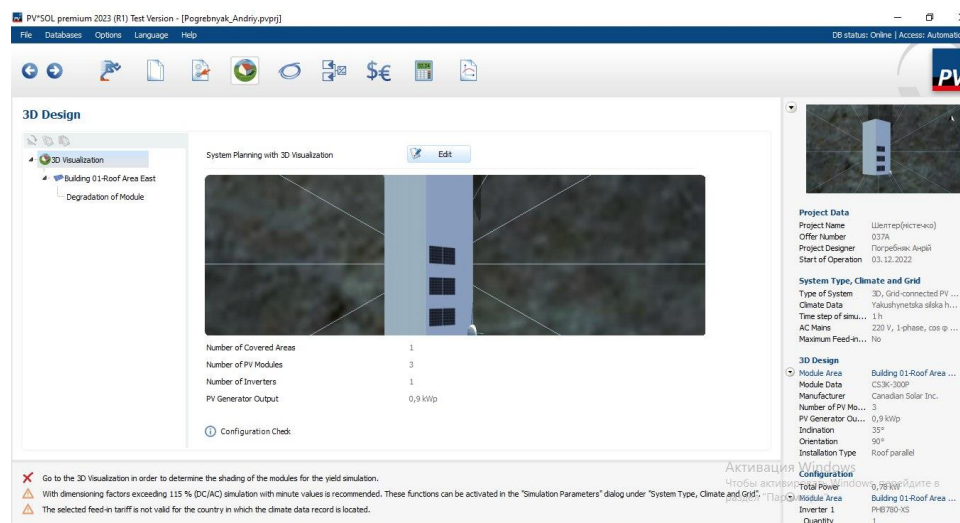 PV*SOL premium 2023 (R1) Test Version - [Pogrebnyak_Andriy.pvprj]
File Databases Options Language Help
DB status: Online | Access: Automatic
PV
3D Design
3D Visualization
Building 01-Roof Area East
Degradation of Module
System Planning with 3D Visualization
Edit
Number of Covered Areas 1
Number of PV Modules 3
Number of Inverters 1
PV Generator Output 0,9 kWp
Configuration Check
Project Data
Project Name Шелтер(містечко)
Offer Number 037A
Project Designer Погребняк Анрій
Start of Operation 03.12.2022
System Type, Climate and Grid
Type of System 3D, Grid-connected PV ...
Climate Data Yakushynetska silska h...
Time step of simu... 1 h
AC Mains 220 V, 1-phase, cos φ ...
Maximum Feed-in... No
3D Design
Module Area Building 01-Roof Area ...
Module Data CS3K-300P
Manufacturer Canadian Solar Inc.
Number of PV Mo... 3
PV Generator Ou... 0,9 kWp
Inclination 35°
Orientation 90°
Installation Type Roof parallel
Configuration
Total Power 0,78 kW
Module Area Building 01-Roof Area ...
Inverter 1 PHB780-XS
Quantity 1
Go to the 3D Visualization in order to determine the shading of the modules for the yield simulation.
With dimensioning factors exceeding 115 % (DC/AC) simulation with minute values is recommended. These functions can be activated in the "Simulation Parameters" dialog under "System Type, Climate and Grid".
The selected feed-in tariff is not valid for the country in which the climate data record is located.
Активация Windows
Чтобы Windows, перейдите в
раздел